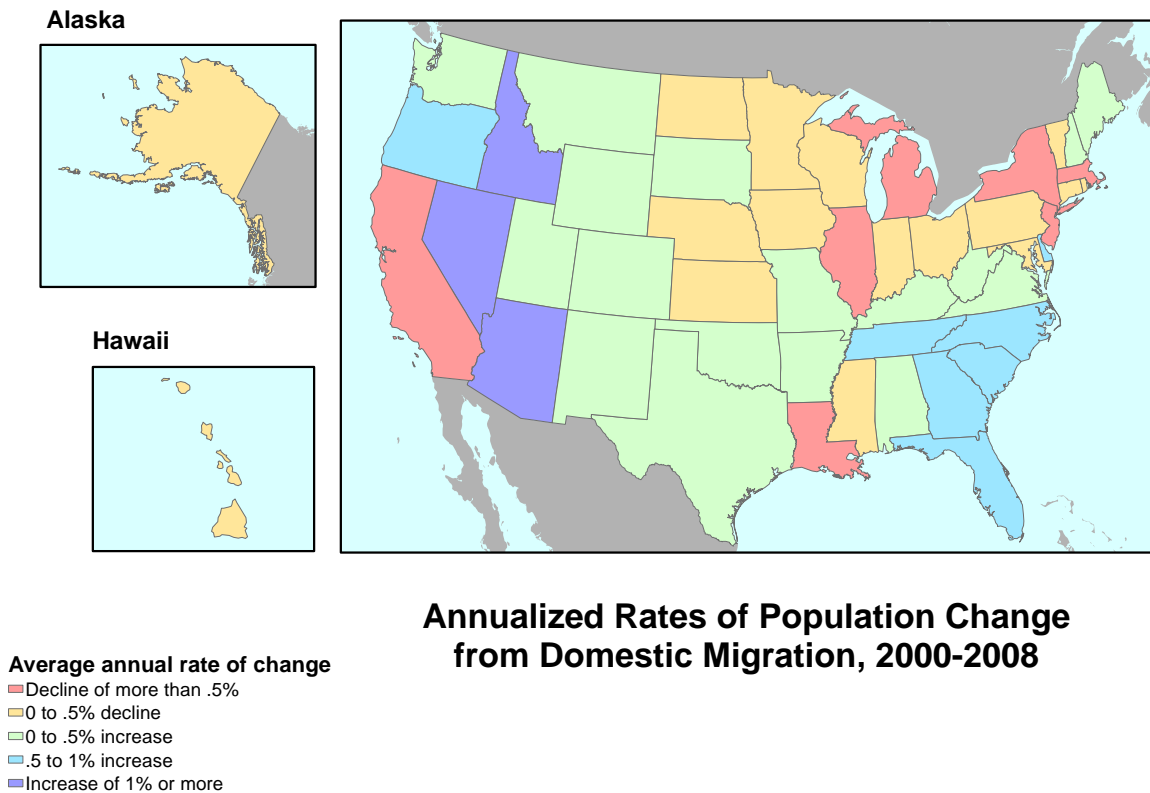 Alaska
Hawaii
Annualized Rates of Population Change
from Domestic Migration, 2000-2008
Average annual rate of change
Decline of more than .5%
0 to .5% decline
0 to .5% increase
.5 to 1% increase
Increase of 1% or more